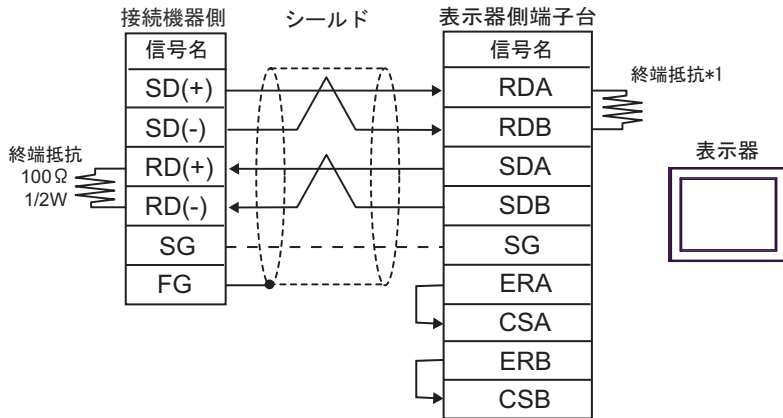 接続機器側
シールド
表示器側端子台
信号名
信号名
SD(+)
RDA
終端抵抗*1
SD(-)
RDB
終端抵抗
100Ω
1/2W
RD(+)
SDA
表示器
RD(-)
SDB
SG
SG
FG
ERA
CSA
ERB
CSB